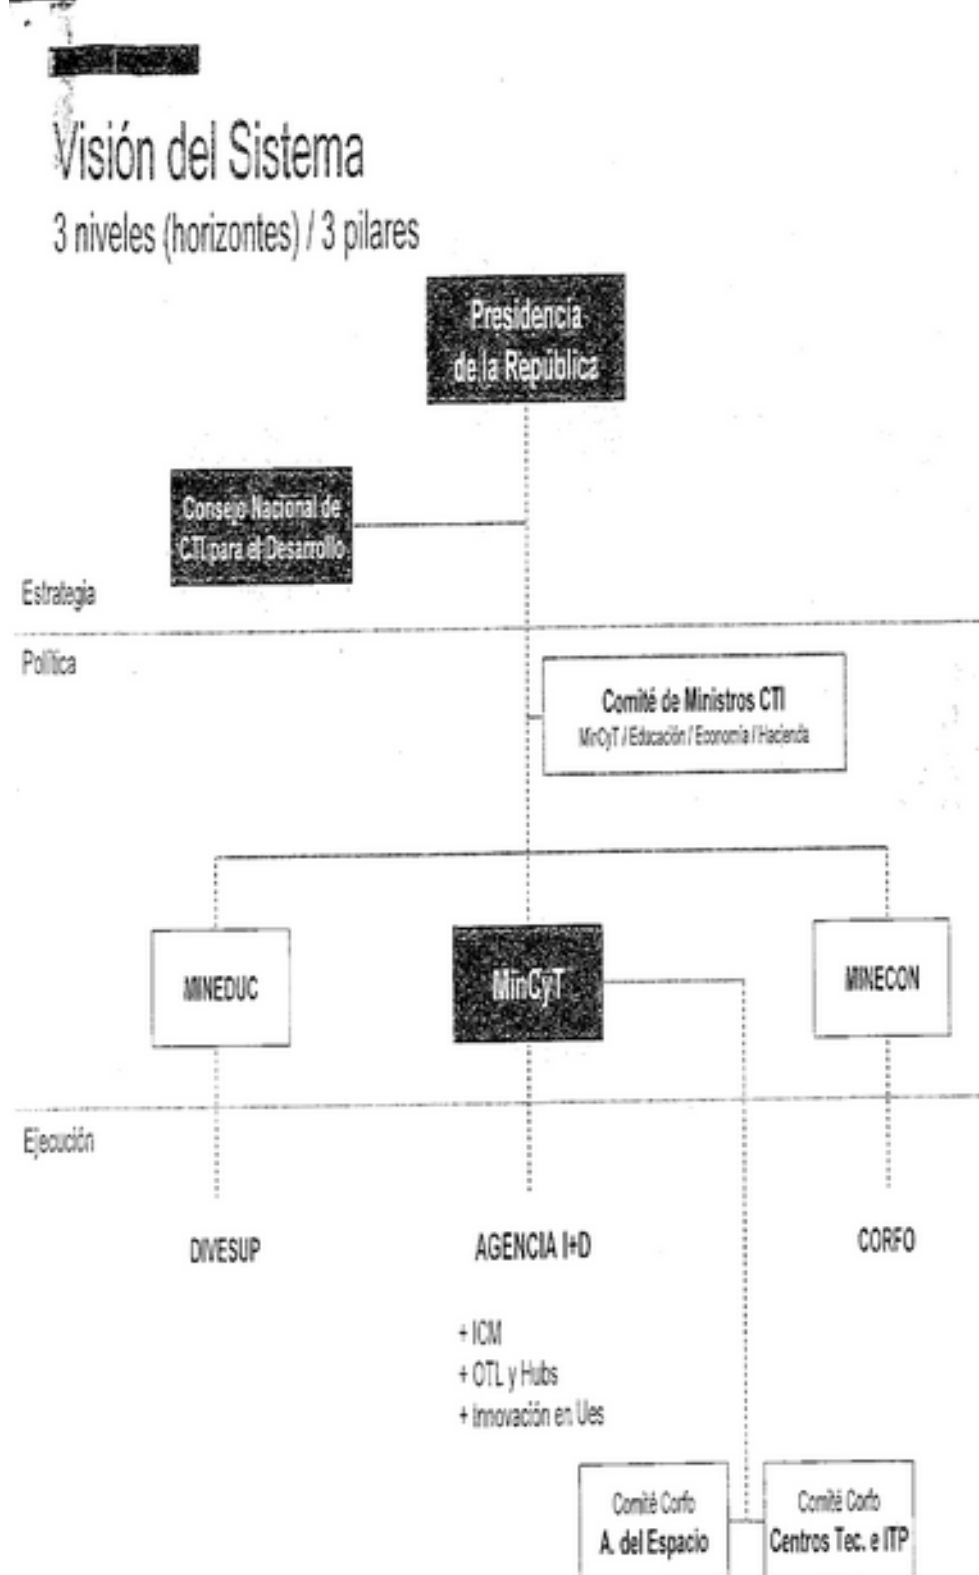 Visión del Sistema
3 niveles (horizontes) / 3 pilares
Presidencia
de la República
Consejo Nacional de
CTI para el Desarrollo
Estrategia
Política
Comité de Ministros CTI
MinCyT / Educación / Economía / Hacienda
MINEDUC
MinCyT
MINECON
Ejecución
DIVESUP
AGENCIA I+D
CORFO
+ ICM
+ OTL y Hubs
+ Innovación en Ues
Comité Corfo
A. del Espacio
Comité Corfo
Centros Tec. e ITP